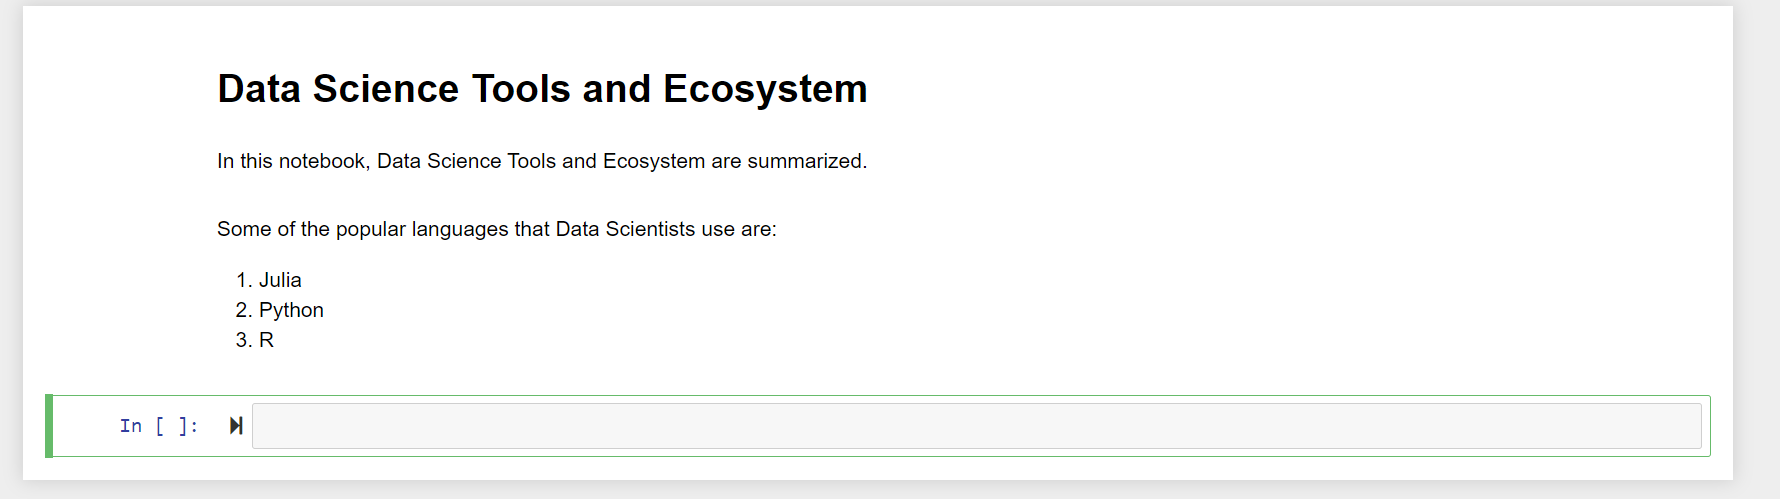 Data Science Tools and Ecosystem
In this notebook, Data Science Tools and Ecosystem are summarized.
Some of the popular languages that Data Scientists use are:
1. Julia
2. Python
3. R
In [ ]: